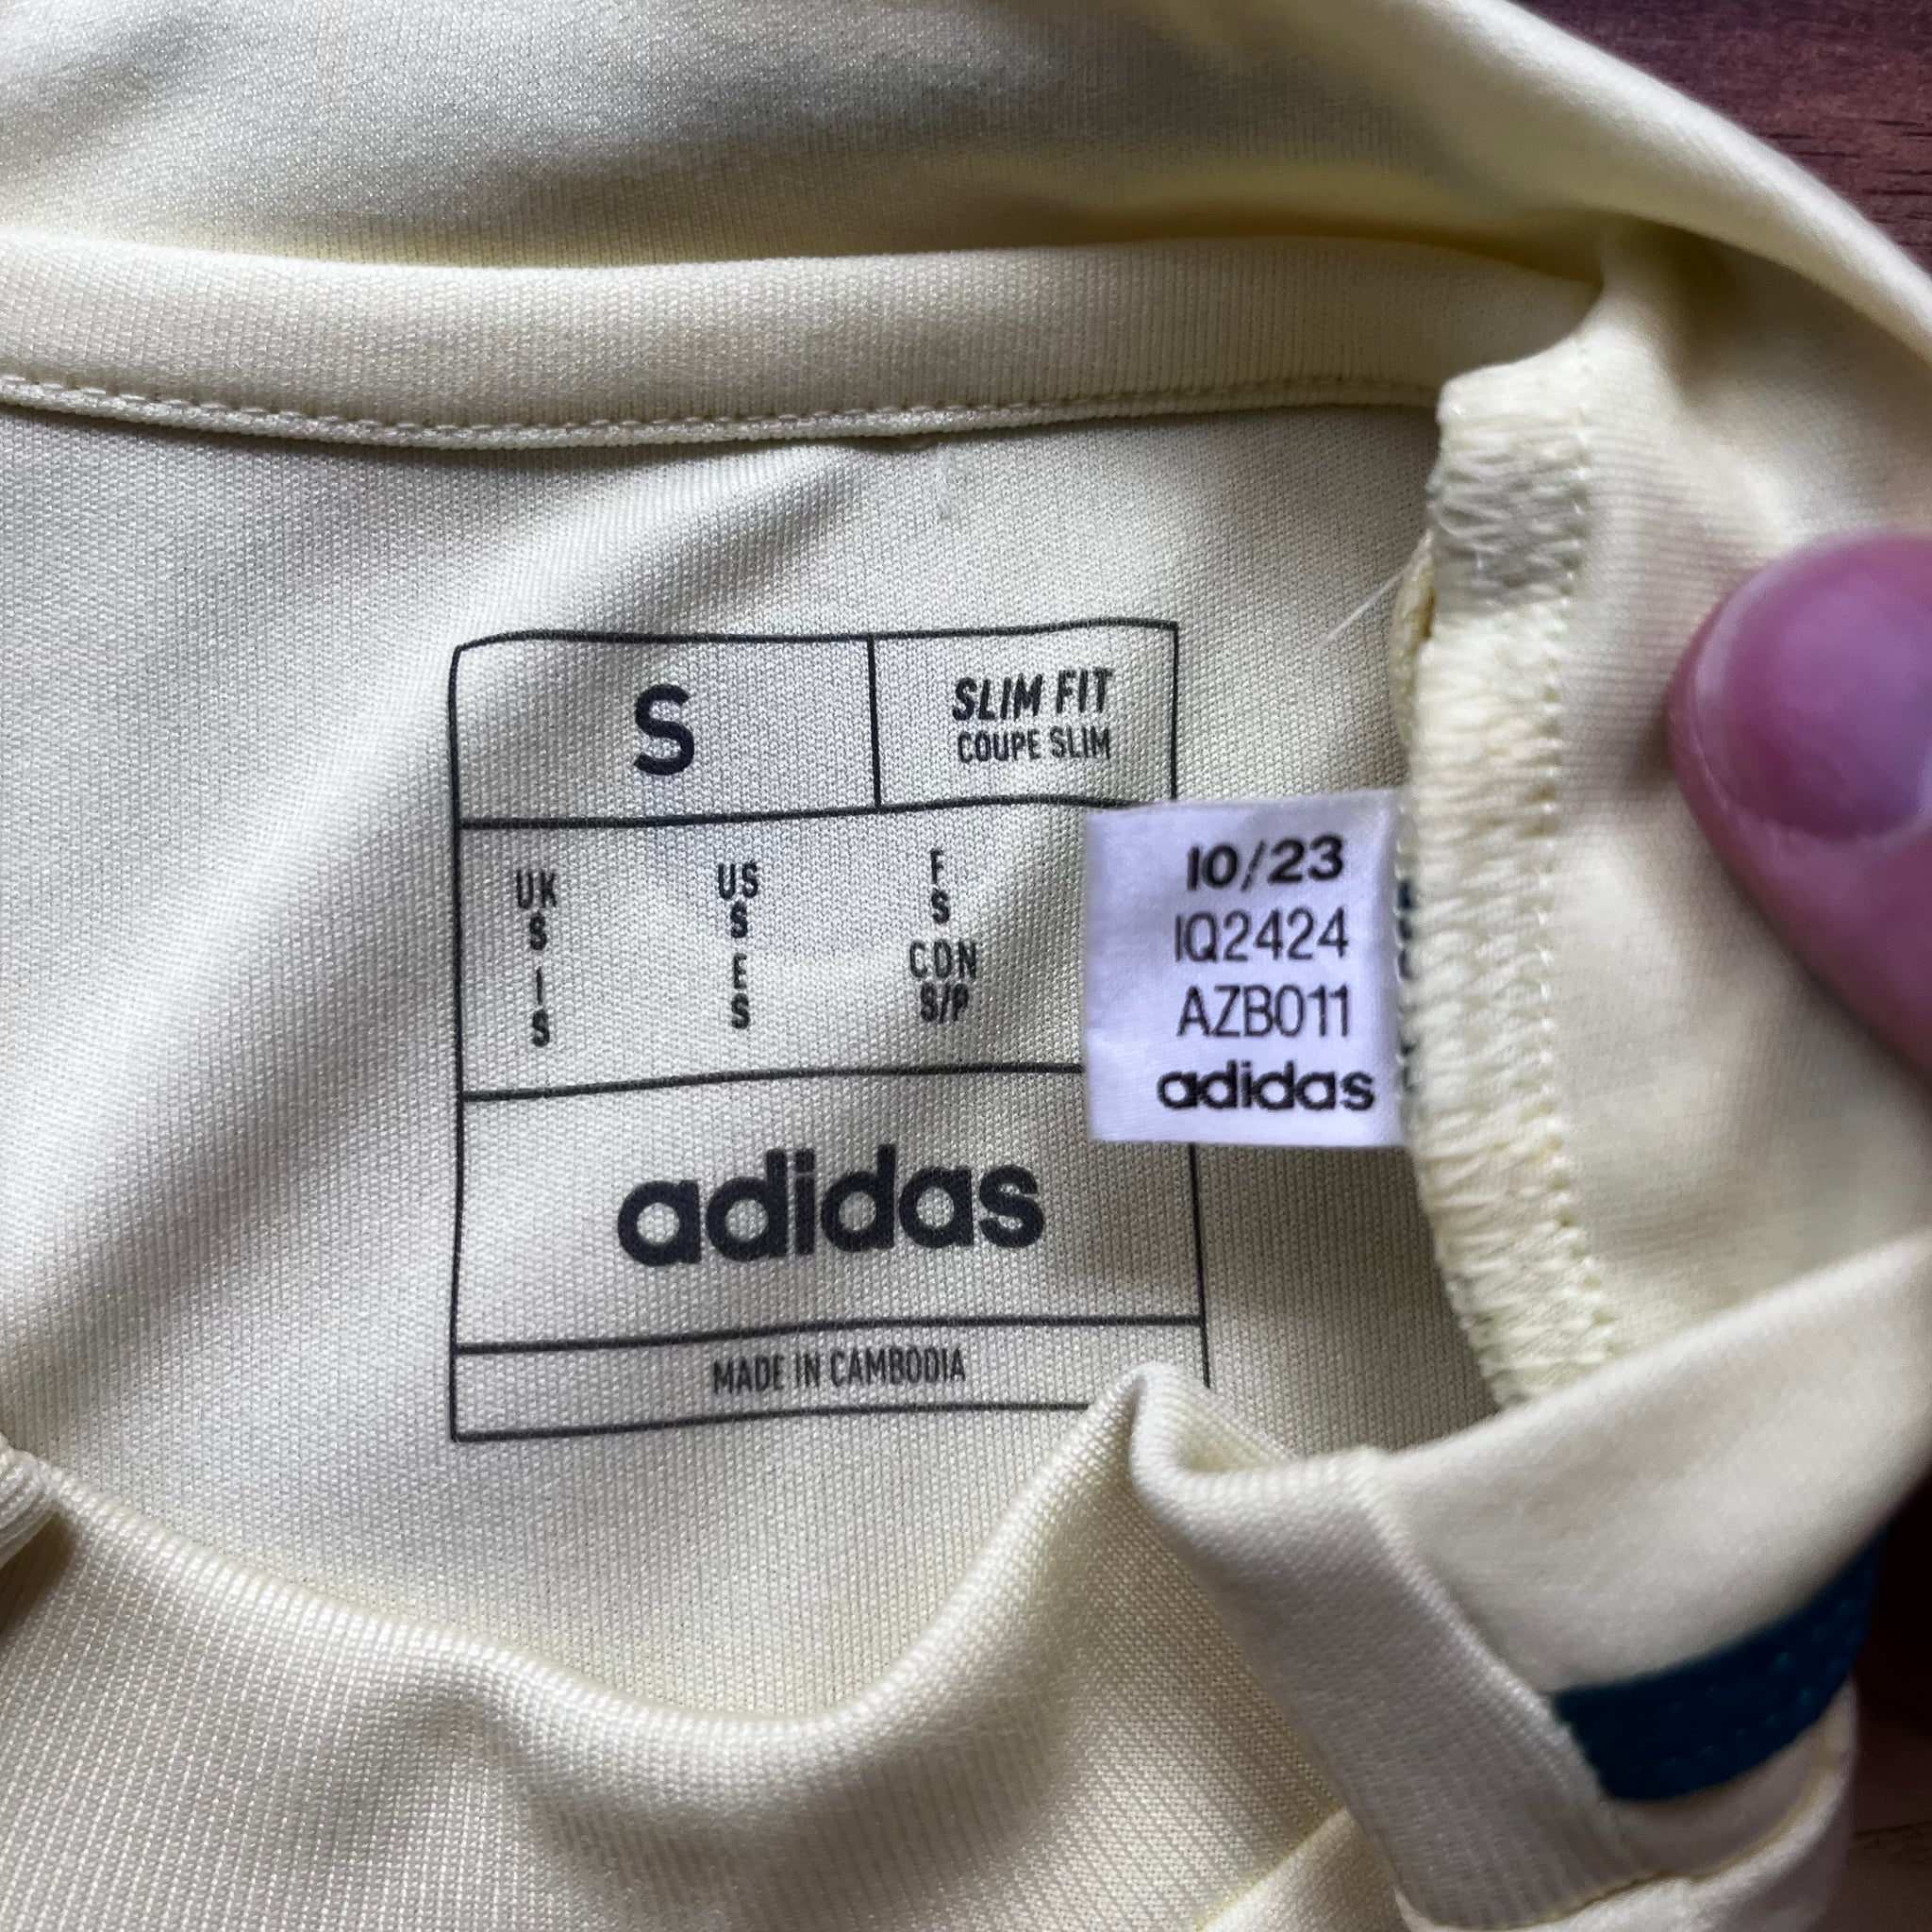 S
SLIM FIT
COUPE SLIM
UK
S
I
S
US
S
E
S
F
S
CDN
S/P
10/23
IQ2424
AZB011
adidas
adidas
MADE IN CAMBODIA